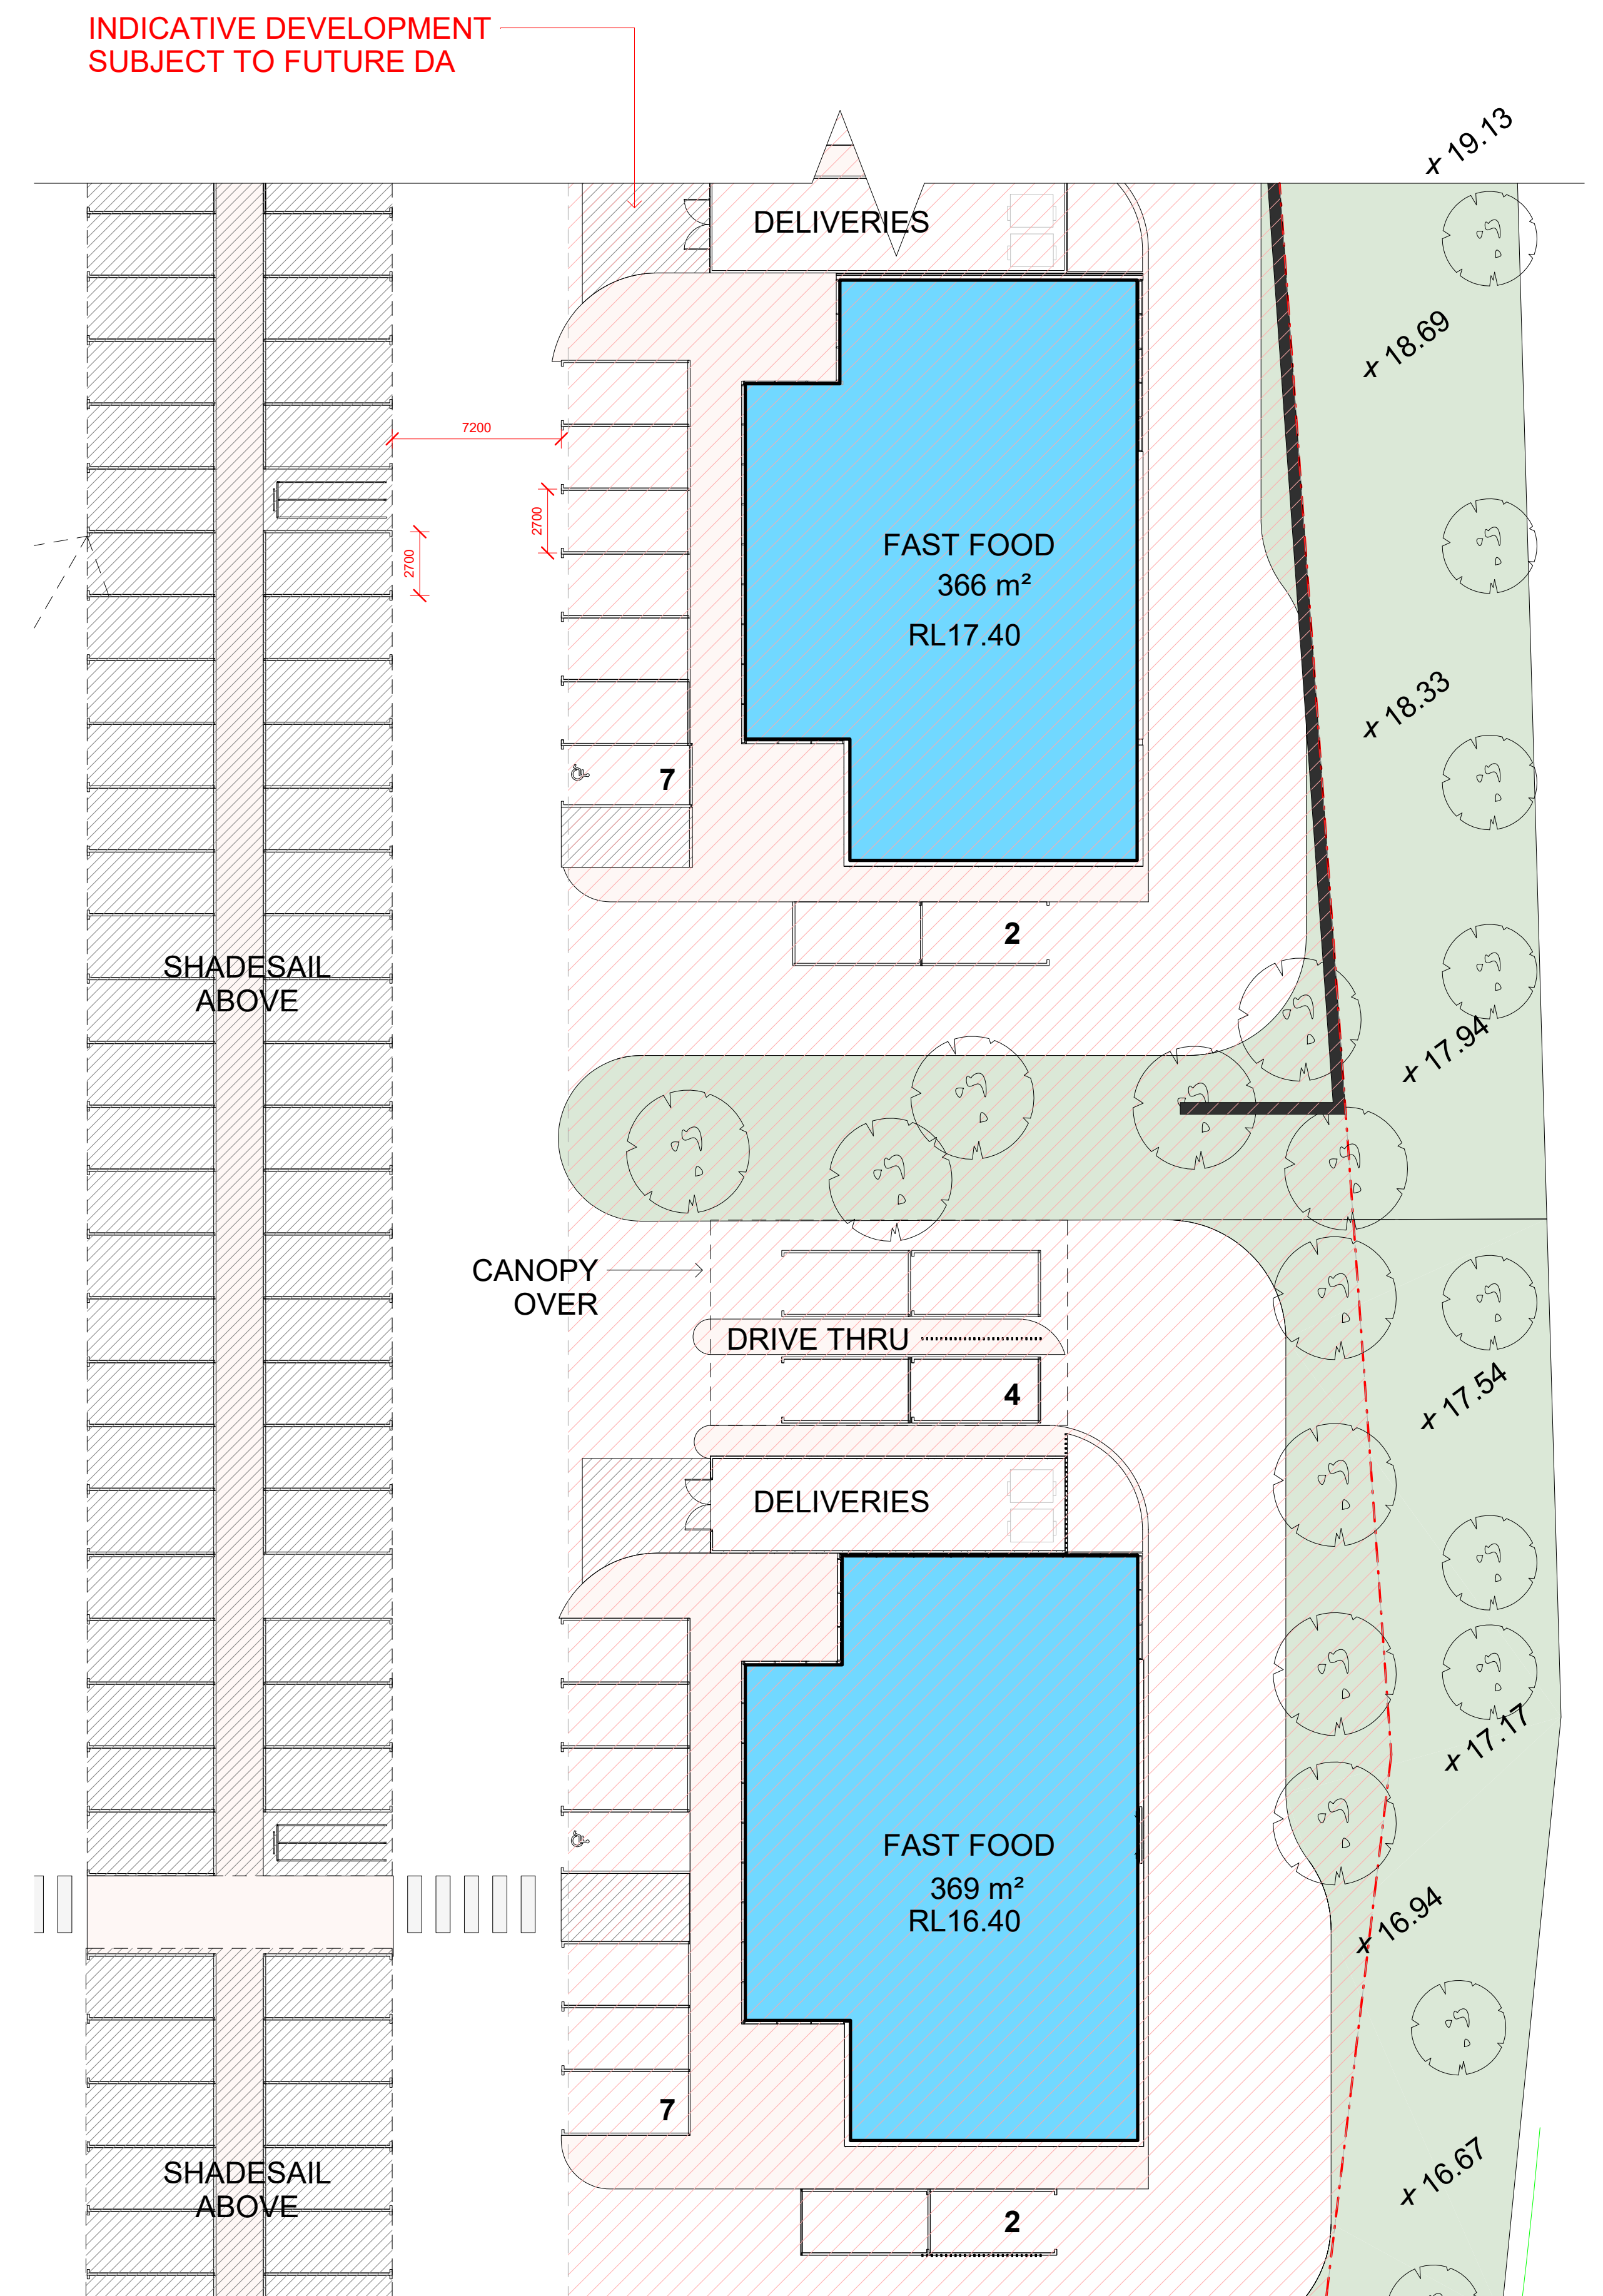 INDICATIVE DEVELOPMENT
SUBJECT TO FUTURE DA
x 19.13
DELIVERIES
x 18.69
7200
2700
2700
FAST FOOD
366 m²
RL17.40
x 18.33
7
2
SHADESAIL
ABOVE
x 17.94
CANOPY
OVER
DRIVE THRU
4
x 17.54
DELIVERIES
x 17.17
FAST FOOD
369 m²
RL16.40
x 16.94
7
SHADESAIL
ABOVE
x 16.67
2